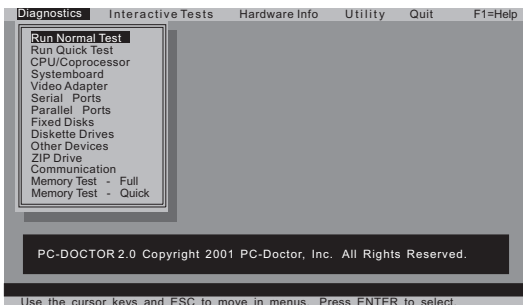 Diagnostics Interactive Tests Hardware Info Utility Quit F1=Help
Run Normal Test
Run Quick Test
CPU/Coprocessor
Systemboard
Video Adapter
Serial Ports
Parallel Ports
Fixed Disks
Diskette Drives
Other Devices
ZIP Drive
Communication
Memory Test - Full
Memory Test - Quick
PC-DOCTOR 2.0 Copyright 2001 PC-Doctor, Inc. All Rights Reserved.
Use the cursor keys and ESC to move in menus. Press ENTER to select.